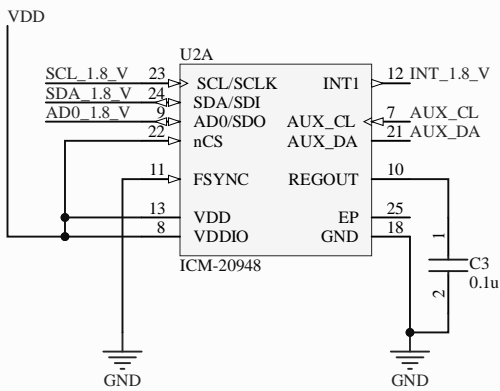 VDD
U2A
SCL_1.8_V 23 SCL/SCLK INT1 12 INT_1.8_V
SDA_1.8_V 24 SDA/SDI
AD0_1.8_V 9 AD0/SDO AUX_CL 7 AUX_CL
22 nCS AUX_DA 21 AUX_DA
11 FSYNC REGOUT 10
13 VDD EP 25
8 VDDIO GND 18
ICM-20948
1
C3
0.1u
2
GND
GND